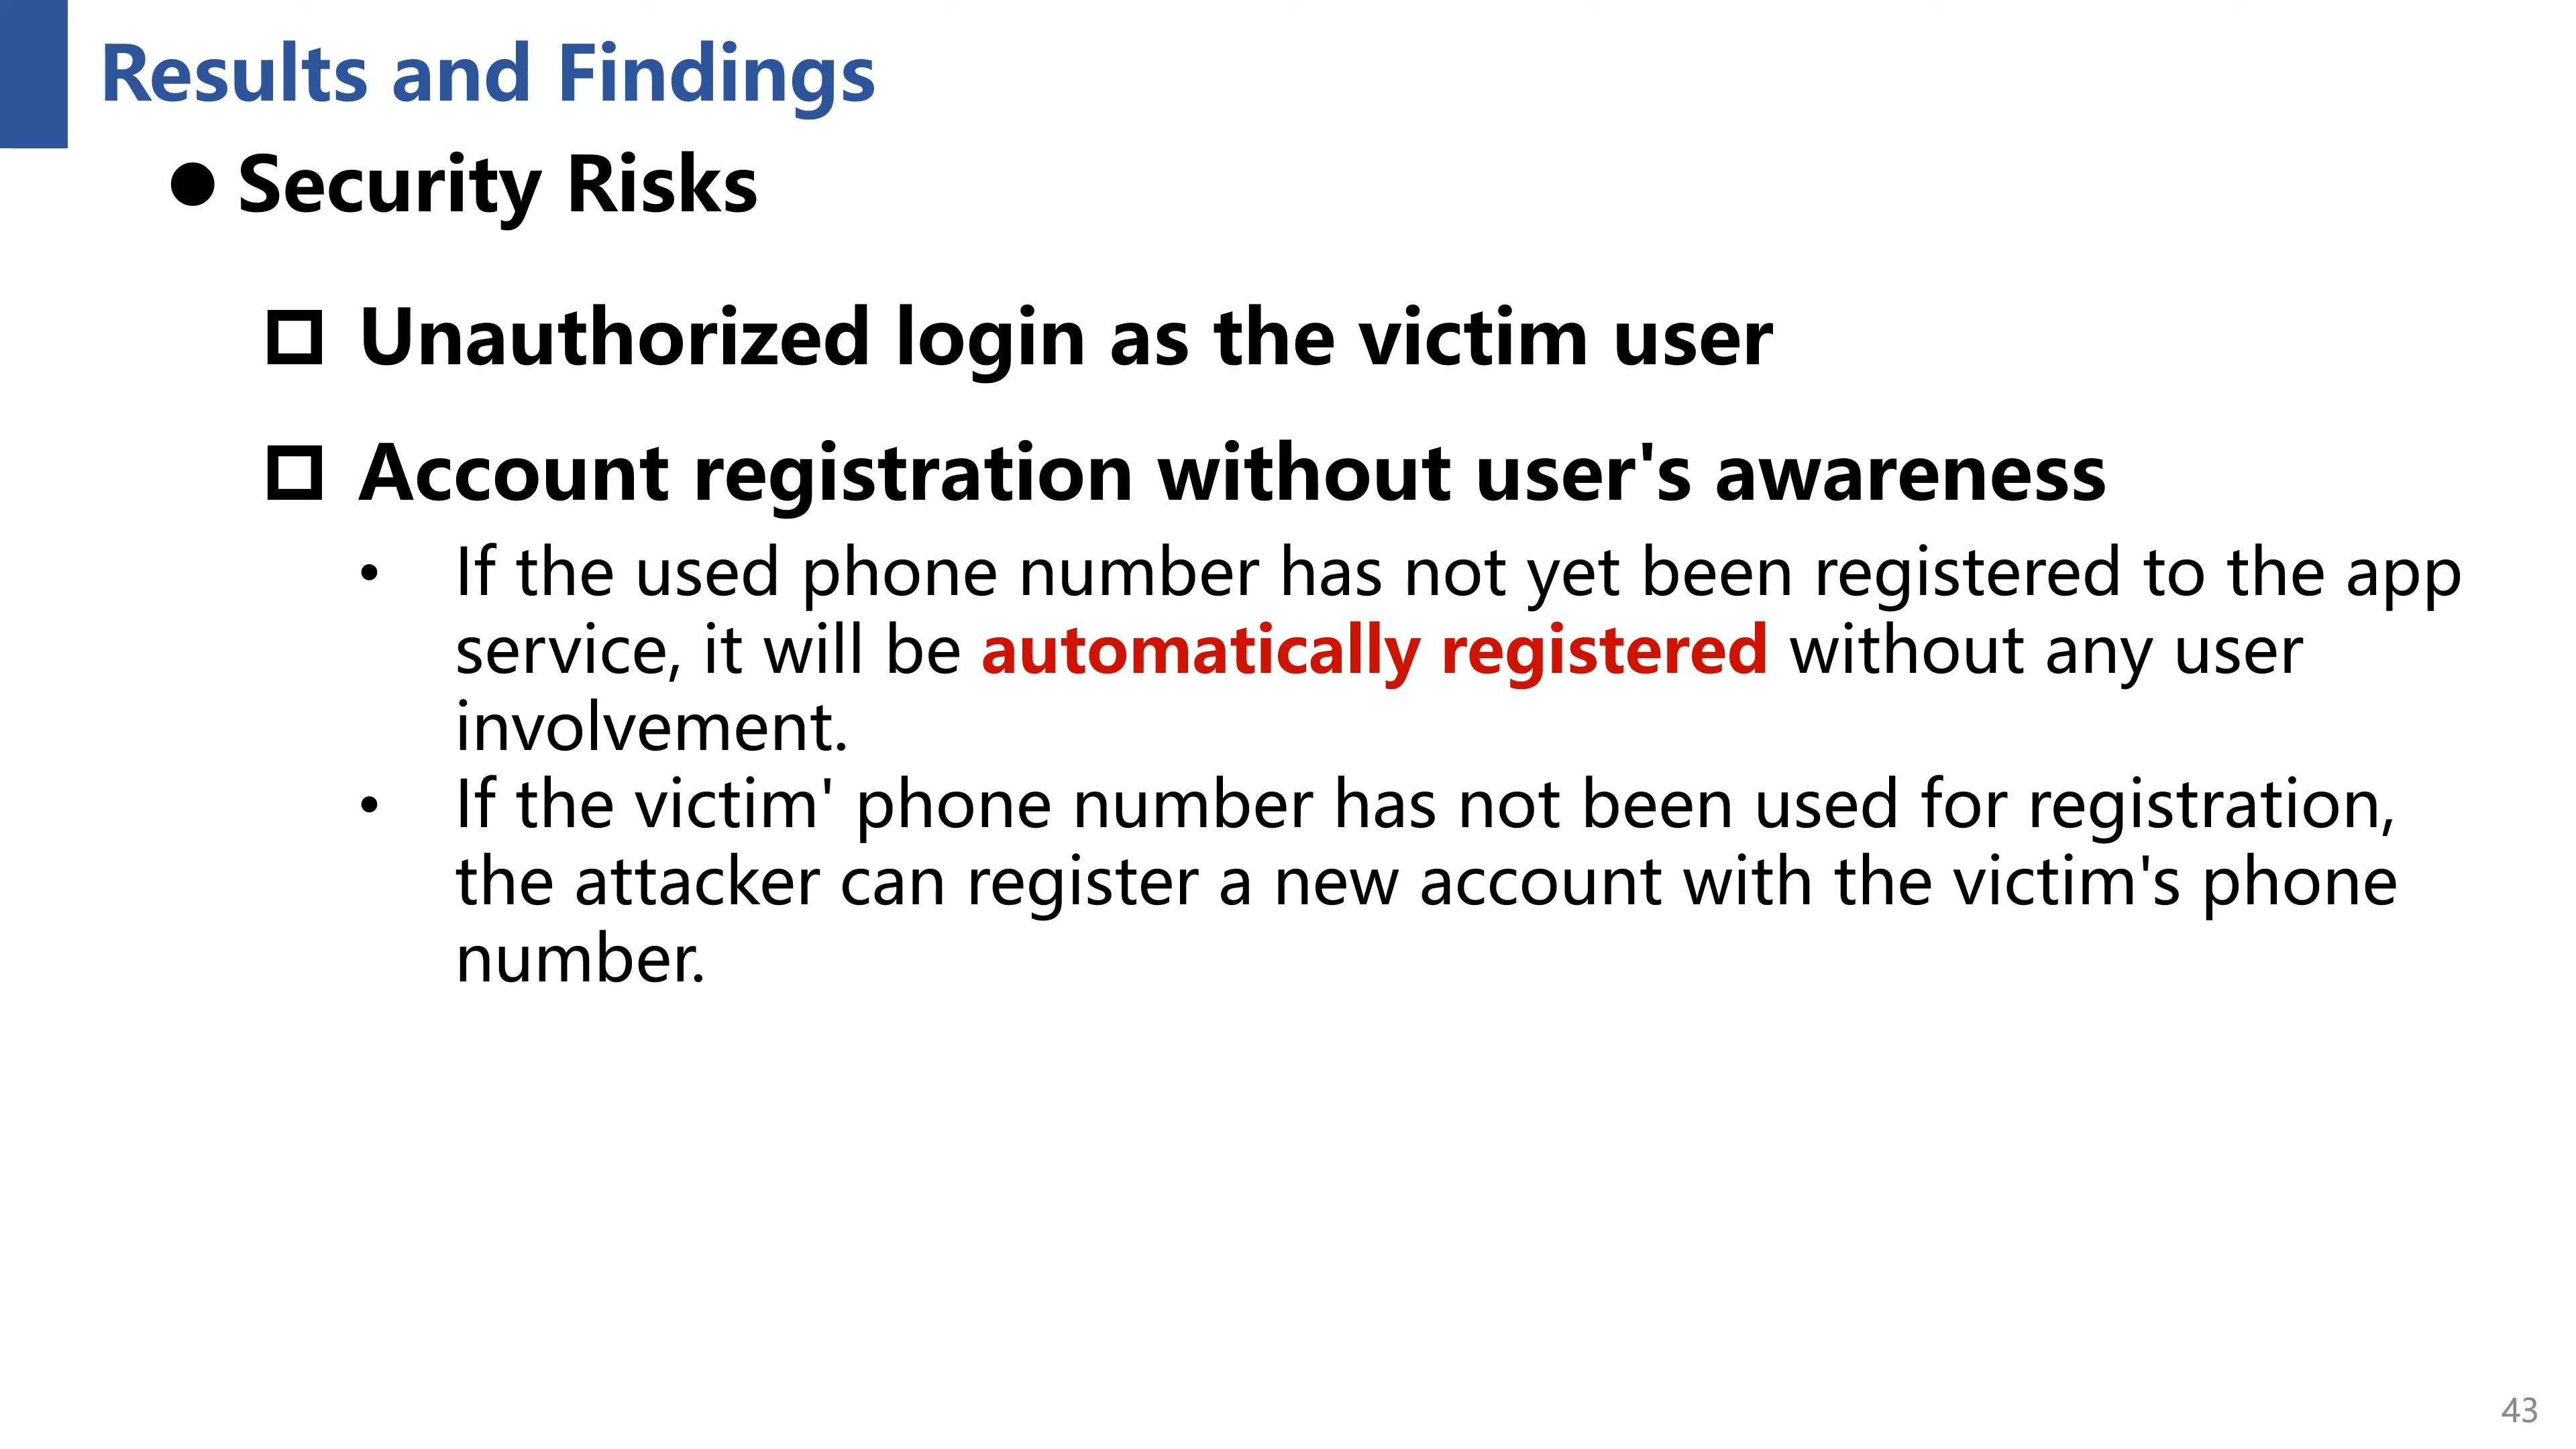 Results and Findings
● Security Risks
Unauthorized login as the victim user
Account registration without user's awareness
• If the used phone number has not yet been registered to the app
service, it will be automatically registered without any user
involvement.
• If the victim' phone number has not been used for registration,
the attacker can register a new account with the victim's phone
number.
43